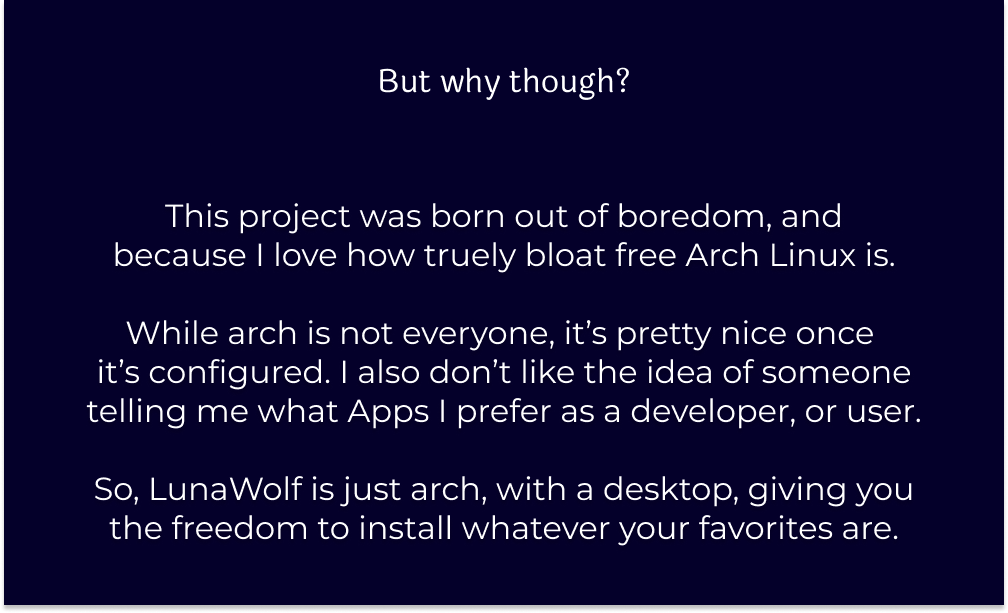 But why though?
This project was born out of boredom, and
because I love how truely bloat free Arch Linux is.
While arch is not everyone, it’s pretty nice once
it’s configured. I also don’t like the idea of someone
telling me what Apps I prefer as a developer, or user.
So, LunaWolf is just arch, with a desktop, giving you
the freedom to install whatever your favorites are.